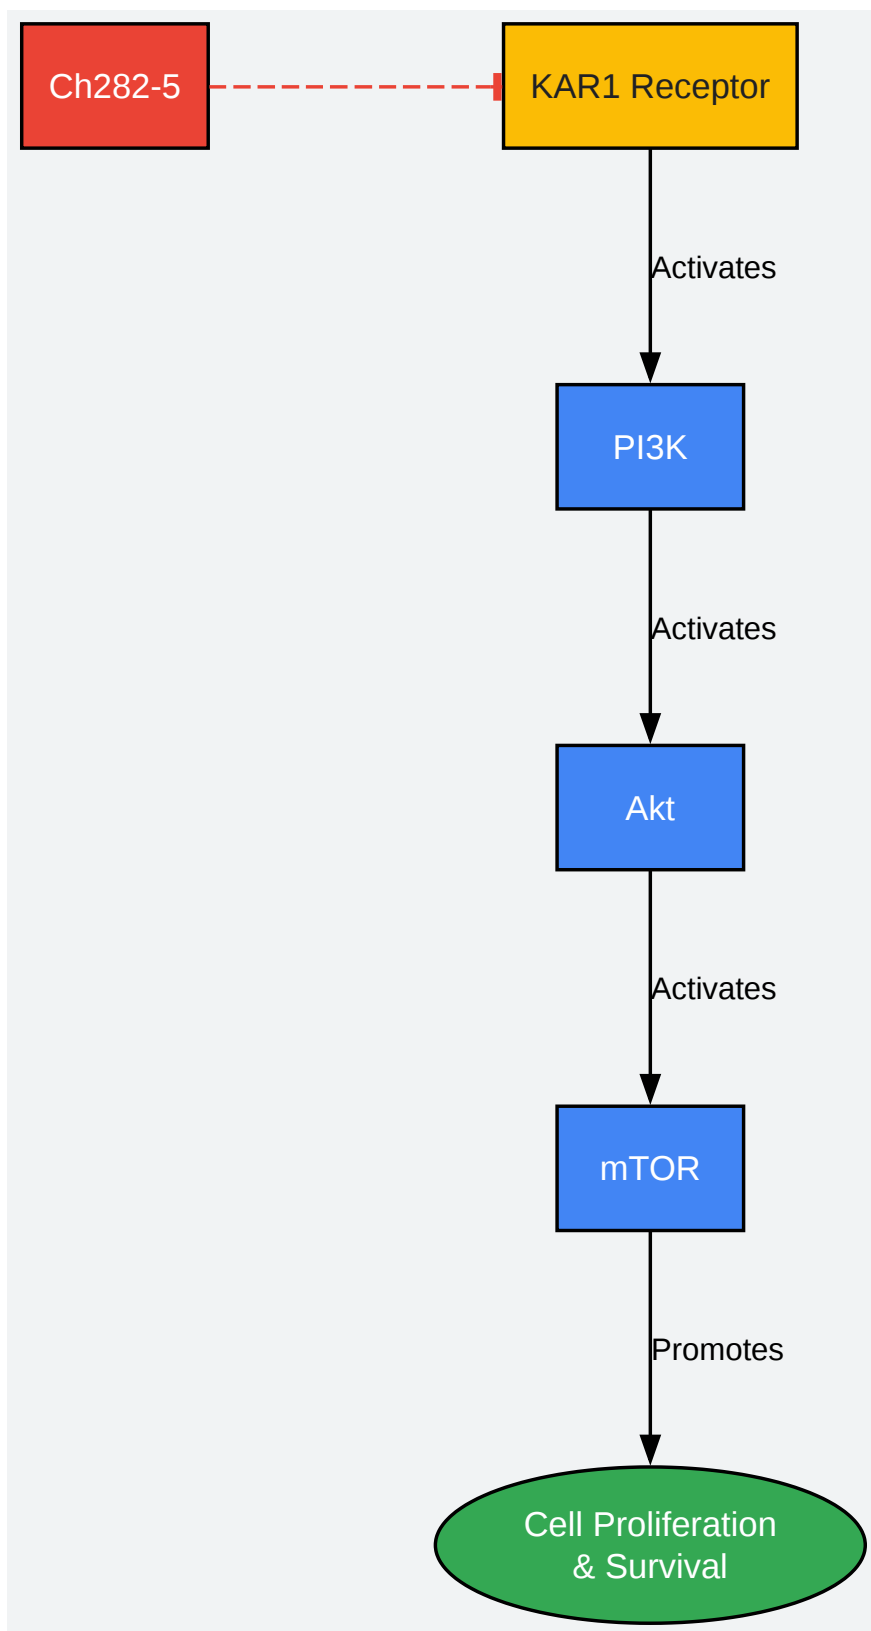 Ch282-5
KAR1 Receptor
Activates
PI3K
Activates
Akt
Activates
mTOR
Promotes
Cell Proliferation
& Survival